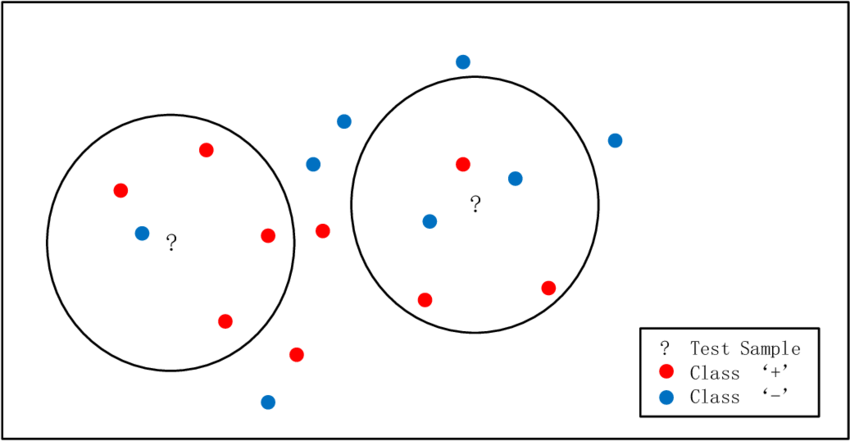 ?
?
? Test Sample
Class ‘+’
Class ‘-’